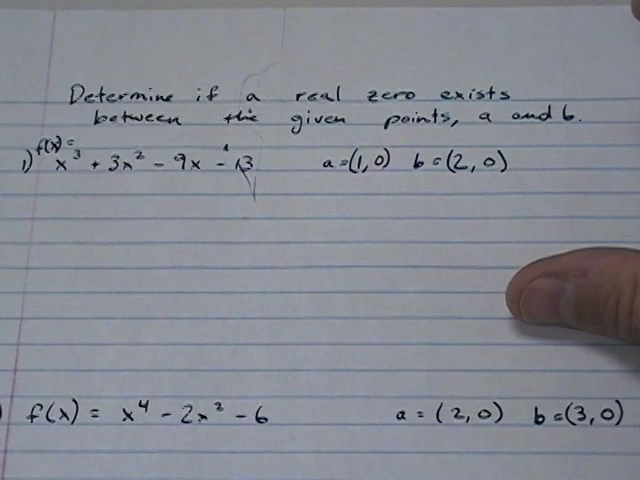 Determine if a real zero exists
between the given points, a and b.
f(x) =
1) x³ + 3x² - 9x - 13 a=(1,0) b=(2,0)
) f(x) = x⁴ - 2x² - 6 a = (2,0) b=(3,0)